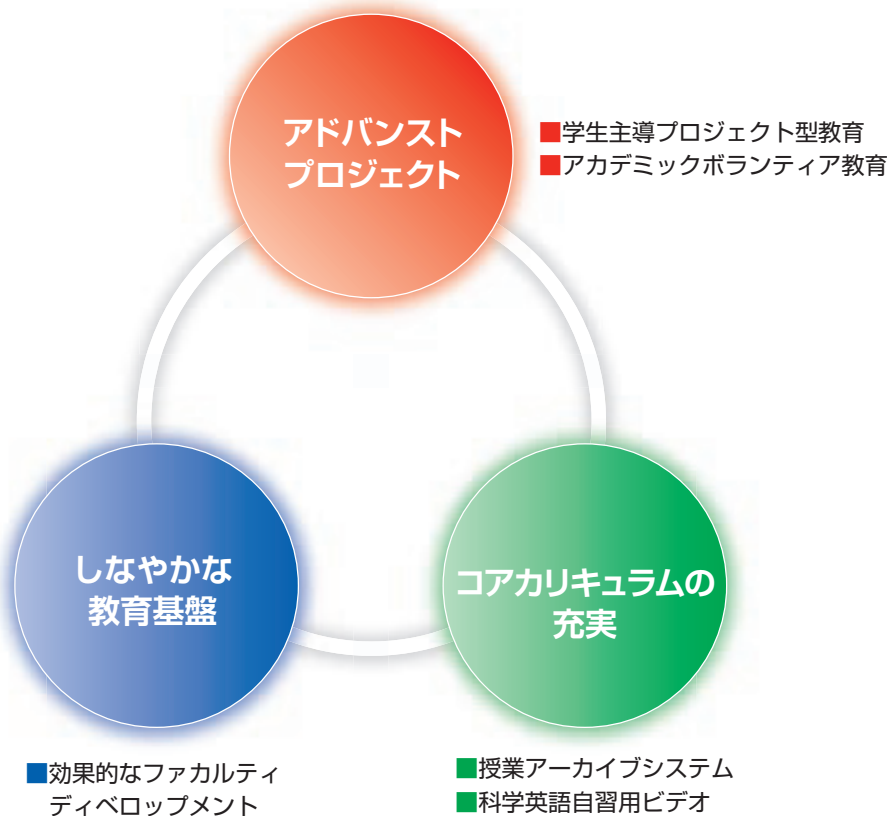 アドバンスト
プロジェクト
■学生主導プロジェクト型教育
■アカデミックボランティア教育
しなやかな
教育基盤
コアカリキュラムの
充実
■効果的なファカルティ
ディベロップメント
■授業アーカイブシステム
■科学英語自習用ビデオ